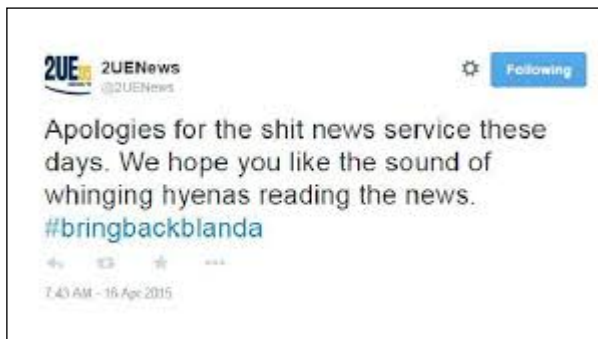 2UE
2UENews
@2UENews
Following
Apologies for the shit news service these
days. We hope you like the sound of
whinging hyenas reading the news.
#bringbackblanda
7:43 AM - 16 Apr 2015